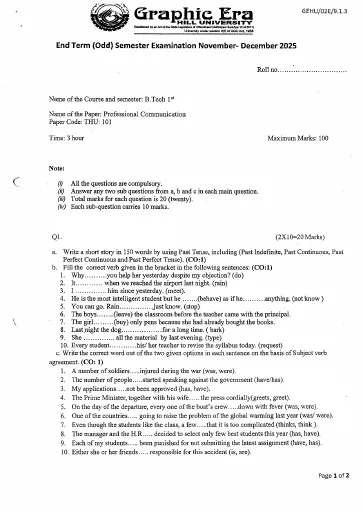 GEHU/02E/9.1.3
Graphic Era
HILL UNIVERSITY
End Term (Odd) Semester Examination November- December 2025
Roll no..............................
Name of the Course and semester: B.Tech 1st
Name of the Paper: Professional Communication
Paper Code: THU: 101
Time: 3 hour Maximum Marks: 100
Note:
(i) All the questions are compulsory.
(ii) Answer any two sub questions from a, b and c in each main question.
(iii) Total marks for each question is 20 (twenty).
(iv) Each sub-question carries 10 marks.
Q1. (2X10=20 Marks)
a. Write a short story in 150 words by using Past Tense, including (Past Indefinite, Past Continuous, Past
Perfect Continuous and Past Perfect Tense). (CO:1)
b. Fill the correct verb given in the bracket in the following sentences: (CO:1)
1. Why..........you help her yesterday despite my objection? (do)
2. It............ when we reached the airport last night. (rain)
3. I .............. him since yesterday. (meet).
4. He is the most intelligent student but he .......(behave) as if he..........anything. (not know )
5. You can go. Rain...............just know. (stop)
6. The boys.........(leave) the classroom before the teacher came with the principal.
7. The girl.........(buy) only pens because she had already bought the books.
8. Last night the dog..................for a long time. ( bark)
9. She .............. all the material by last evening. (type)
10. Every student............his/ her teacher to revise the syllabus today. (request)
c. Write the correct word out of the two given options in each sentence on the basis of Subject verb
agreement. (CO: 1)
1. A number of soldiers.....injured during the war (was, were).
2. The number of people.....started speaking against the government (have/has).
3. My applications.....not been approved (has, have).
4. The Prime Minister, together with his wife..... the press cordially(greets, greet).
5. On the day of the departure, every one of the boat's crew.....down with fever (was, were).
6. One of the countries..... going to raise the problem of the global warming last year (was/ were).
7. Even though the students like the class, a few.....that it is too complicated (thinks, think ).
8. The manager and the H.R..... decided to select only few best students this year (has, have).
9. Each of my students..... been punished for not submitting the latest assignment (have, has).
10. Either she or her friends..... responsible for this accident (is, are).
Page 1 of 2